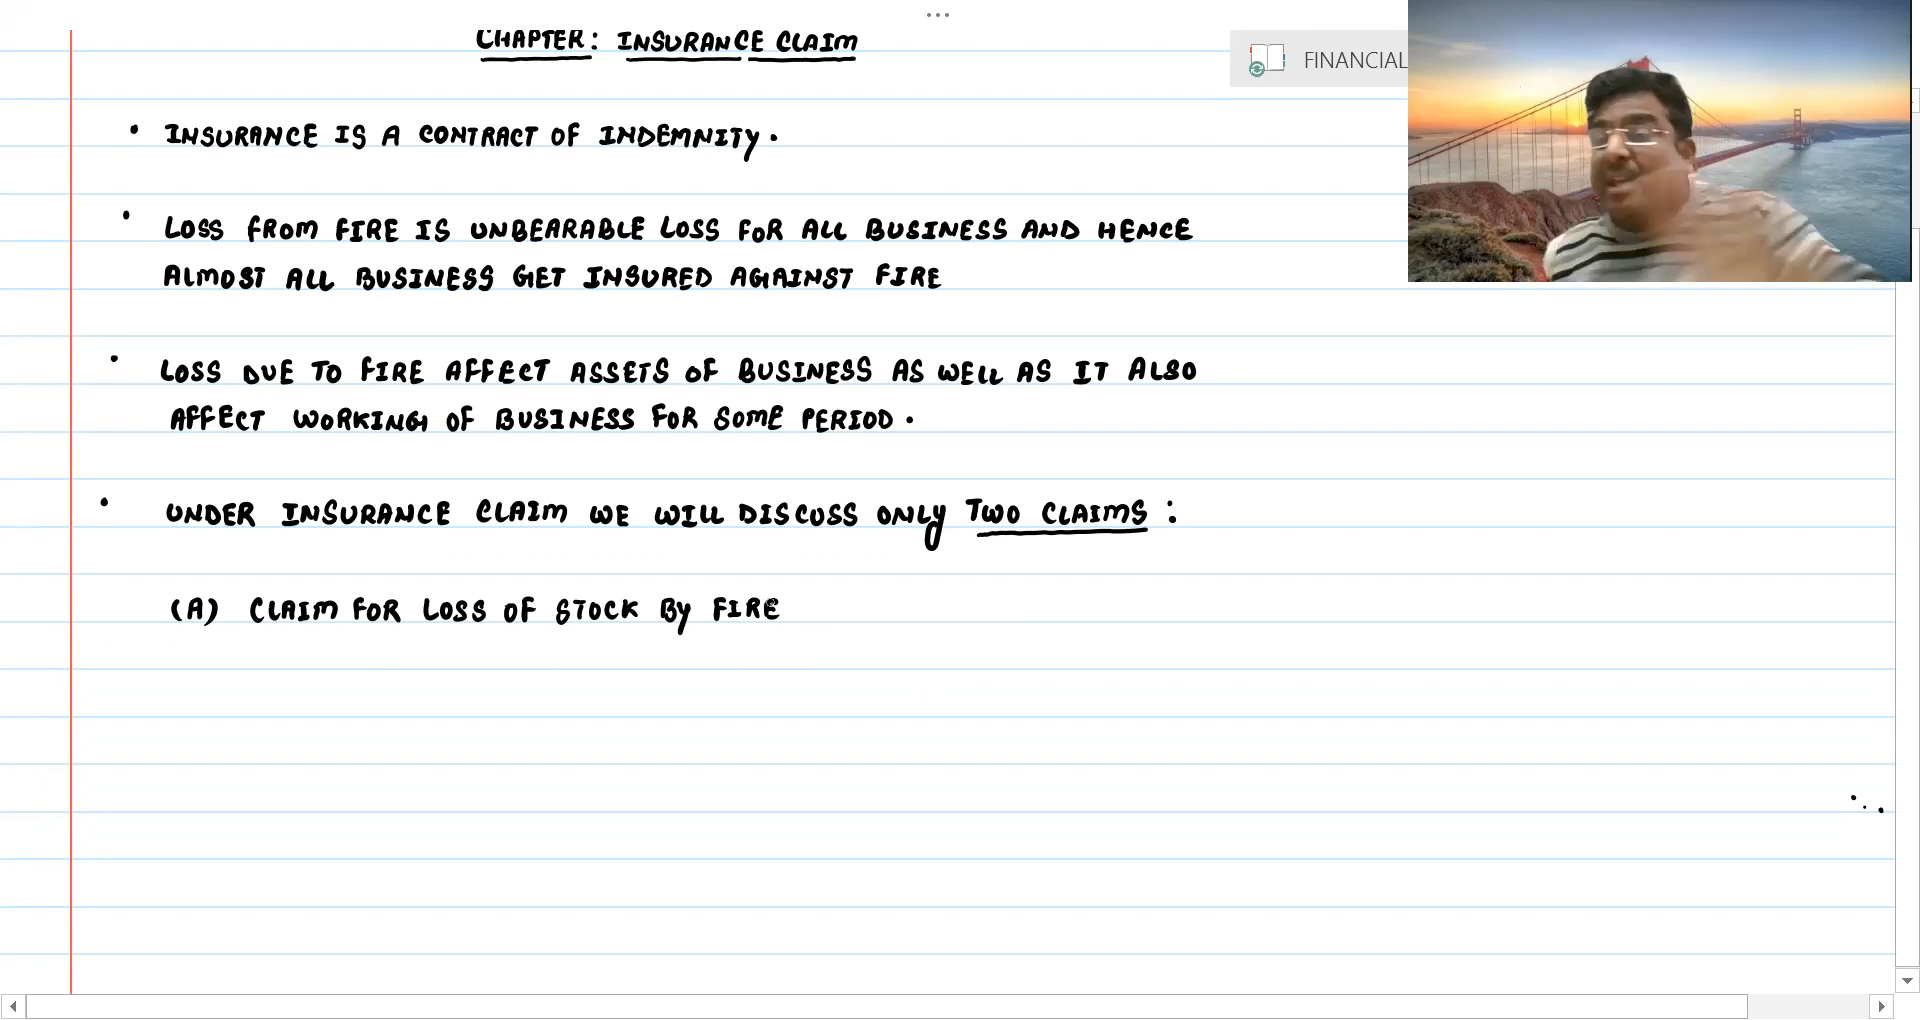 CHAPTER: INSURANCE CLAIM
FINANCIAL
• INSURANCE IS A CONTRACT OF INDEMNITY.
• LOSS FROM FIRE IS UNBEARABLE LOSS FOR ALL BUSINESS AND HENCE
ALMOST ALL BUSINESS GET INSURED AGAINST FIRE
• LOSS DUE TO FIRE AFFECT ASSETS OF BUSINESS AS WELL AS IT ALSO
AFFECT WORKING OF BUSINESS FOR SOME PERIOD.
• UNDER INSURANCE CLAIM WE WILL DISCUSS ONLY TWO CLAIMS:
(A) CLAIM FOR LOSS OF STOCK BY FIRE